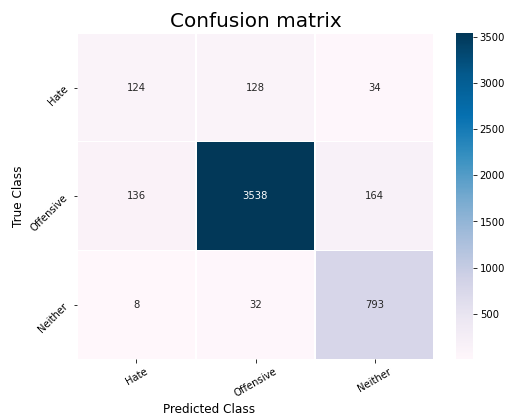 Confusion matrix
True Class
Hate
124 128 34
Offensive
136 3538 164
Neither
8 32 793
Hate Offensive Neither
Predicted Class
3500
3000
2500
2000
1500
1000
500